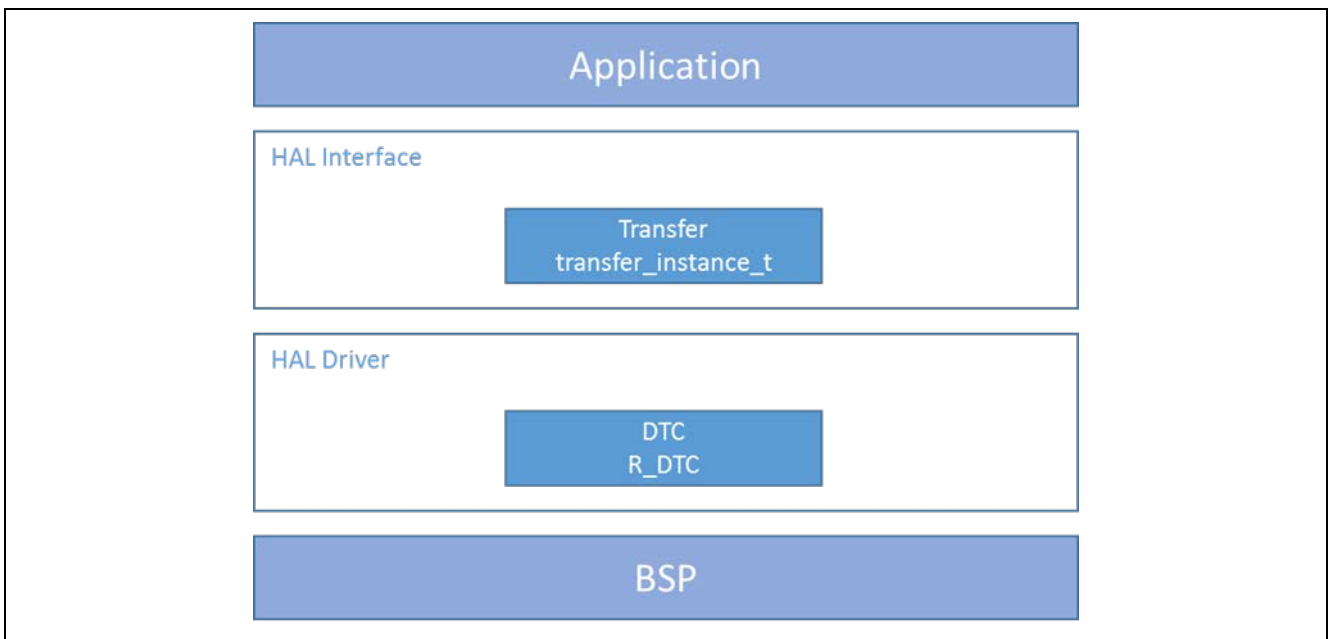 Application
HAL Interface
Transfer
transfer_instance_t
HAL Driver
DTC
R_DTC
BSP